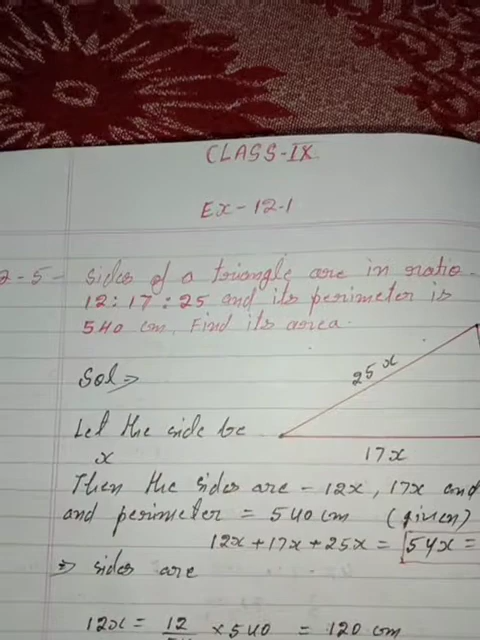 CLASS-IX.
Ex-12.1
2-5- Sides of a triangle are in ratio.
12:17:25 and its perimeter is
540 cm. Find its area.
Sol⇒
25x
Let the side be
x
17x
Then the sides are - 12x, 17x and
and perimeter = 540 cm (given)
12x+17x+25x = 54x =
⇒ sides are
12x = 12 ×540 = 120 cm